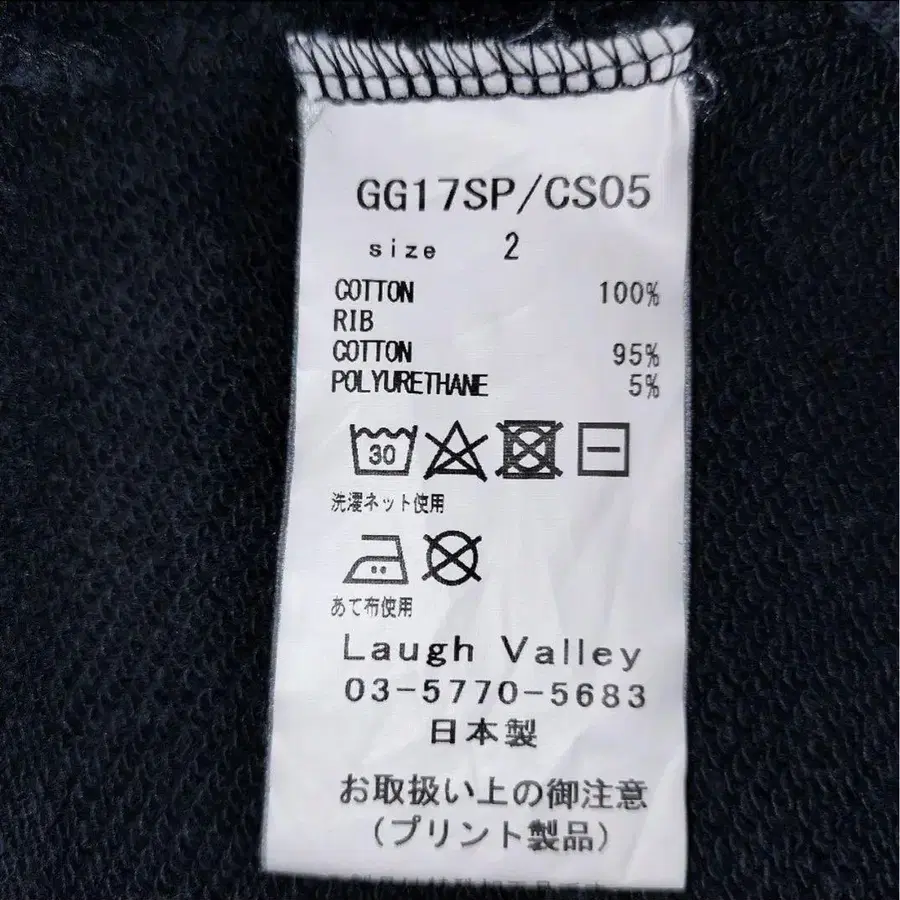 GG17SP/CS05
size 2
COTTON 100%
RIB
COTTON 95%
POLYURETHANE 5%
30
洗濯ネット使用
あて布使用
Laugh Valley
03-5770-5683
日本製
お取扱い上の御注意
(プリント製品)